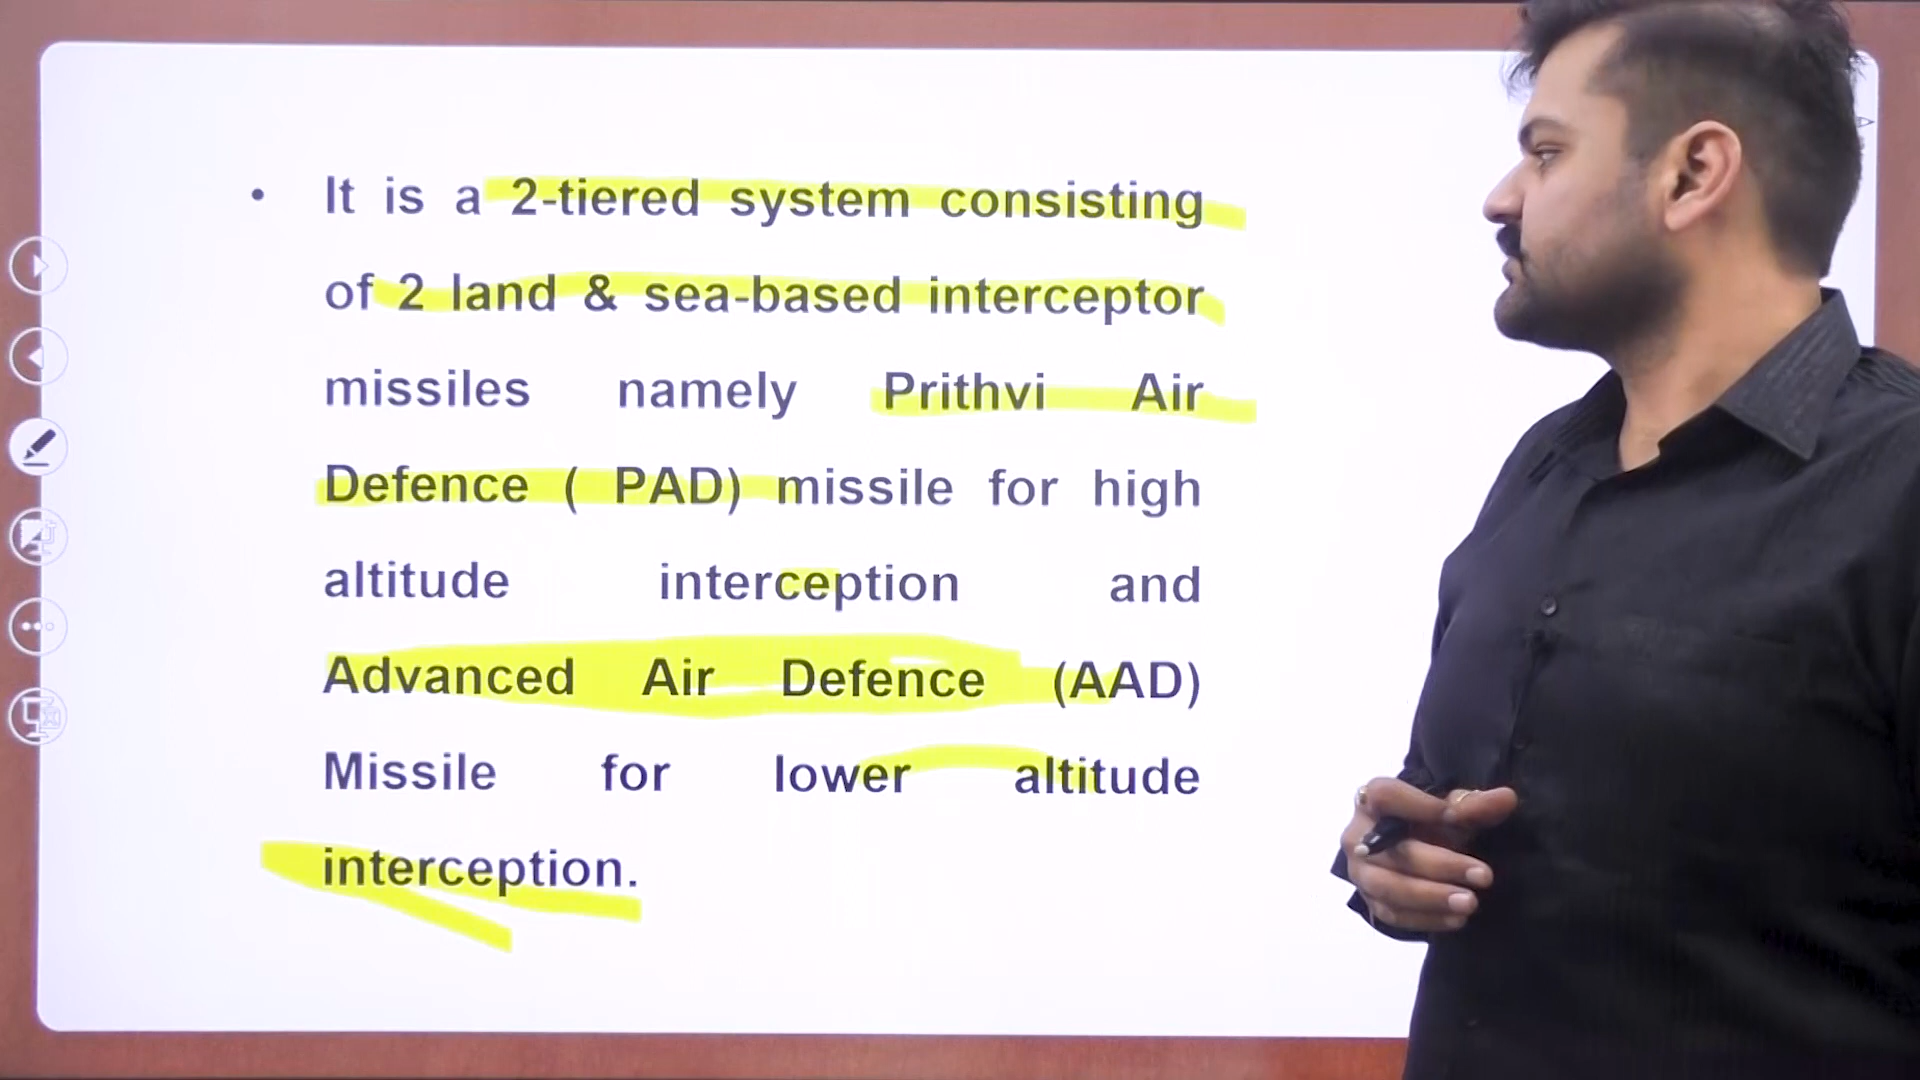 • It is a 2-tiered system consisting
of 2 land & sea-based interceptor
missiles namely Prithvi Air
Defence ( PAD) missile for high
altitude interception and
Advanced Air Defence (AAD)
Missile for lower altitude
interception.